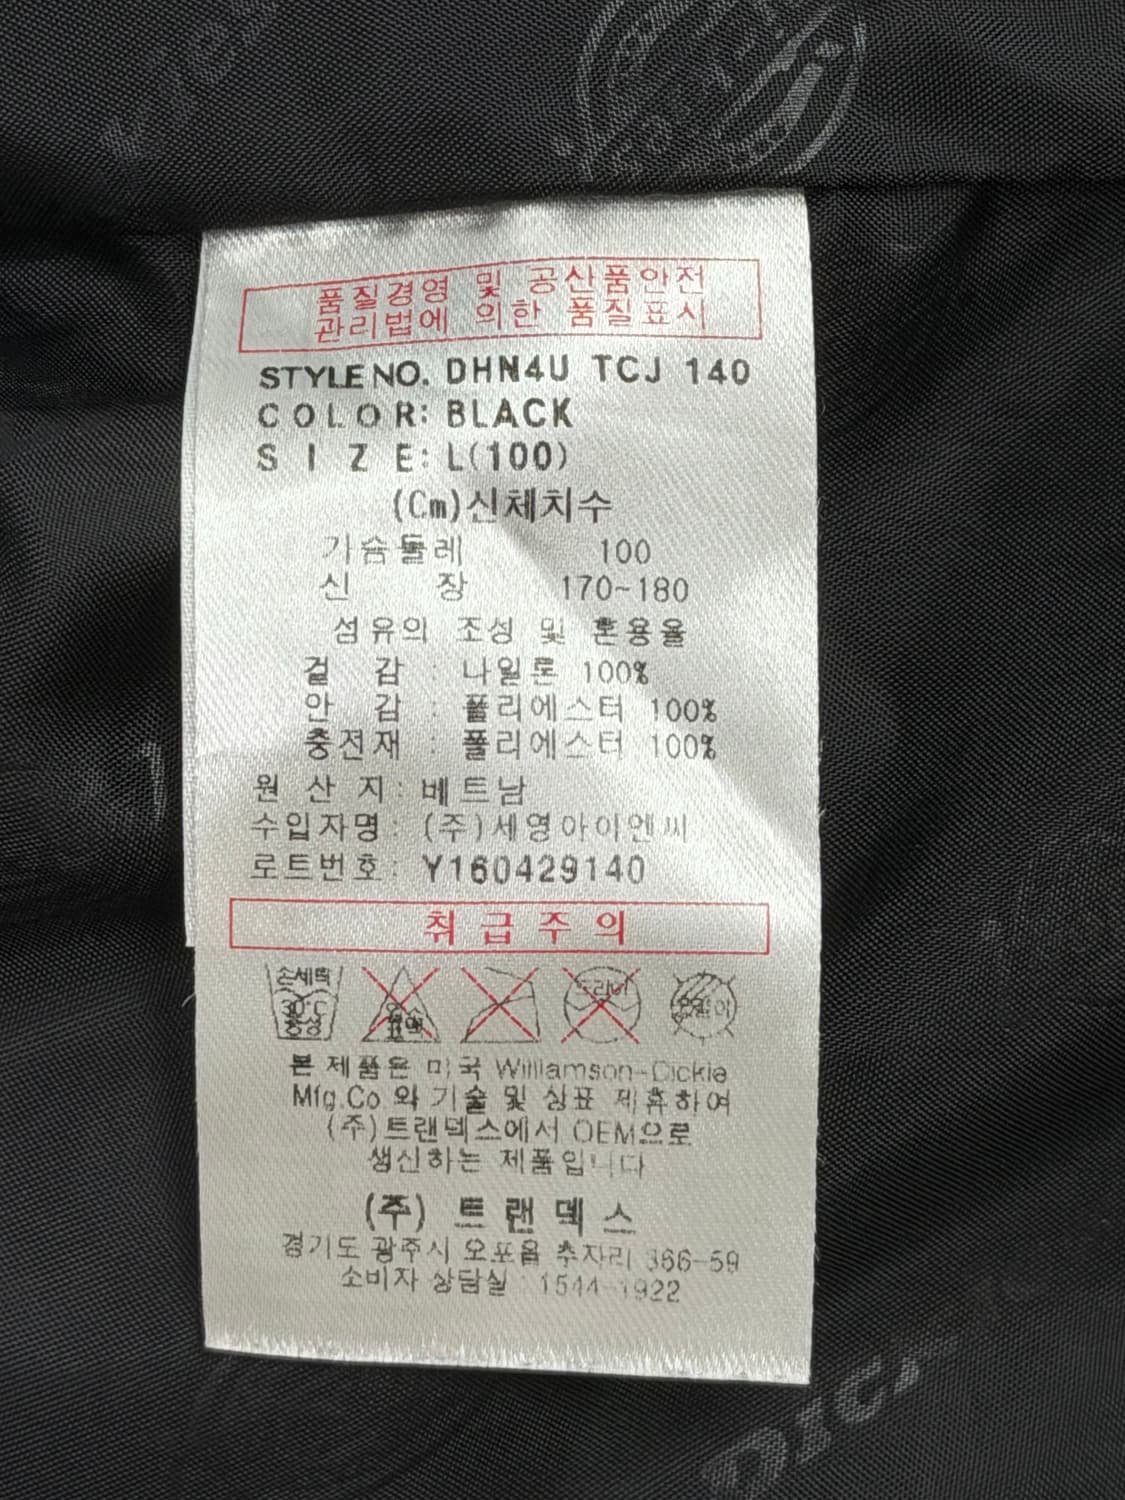 품질경영 및 공산품안전
관리법에 의한 품질표시
STYLE NO. DHN4U TCJ 140
COLOR: BLACK
SIZE: L(100)
(Cm)신체치수
가슴둘레 100
신 장 170~180
섬유의 조성 및 혼용율
겉 감 : 나일론 100%
안 감 : 폴리에스터 100%
충전재 : 폴리에스터 100%
원 산 지 : 베트남
수입자명 : (주)세영아이엔씨
로트번호 : Y160429140
취급주의
손세탁 드라이
30°C
중성
본 제품은 미국 Williamson-Dickie
Mfg.Co 와 기술 및 상표 제휴하여
(주)트랜덱스에서 OEM으로
생산하는 제품입니다
(주) 트랜덱스
경기도 광주시 오포읍 추자리 366-59
소비자 상담실 : 1544-1922